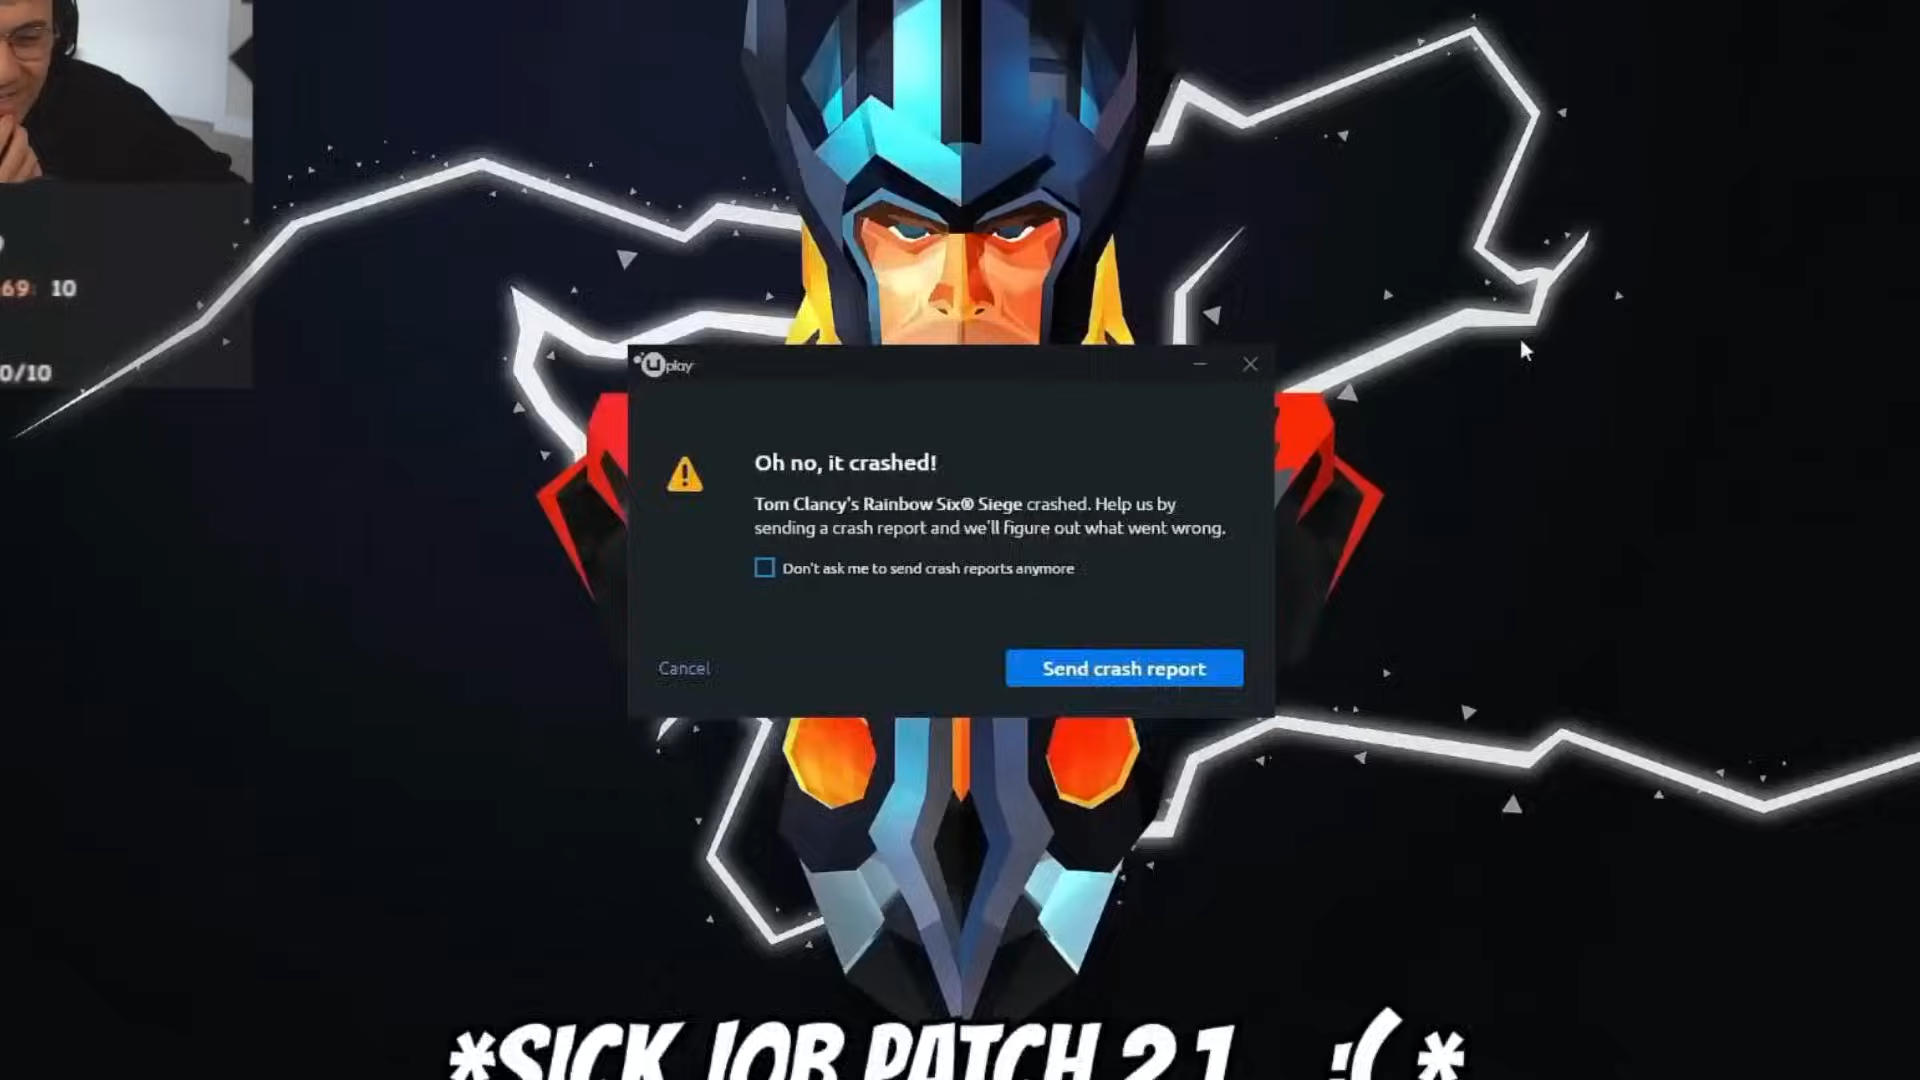 69: 10
0/10
Uplay
Oh no, it crashed!
Tom Clancy's Rainbow Six® Siege crashed. Help us by
sending a crash report and we'll figure out what went wrong.
Don't ask me to send crash reports anymore
Cancel
Send crash report
*SICK JOB PATCH 2.1... :( *